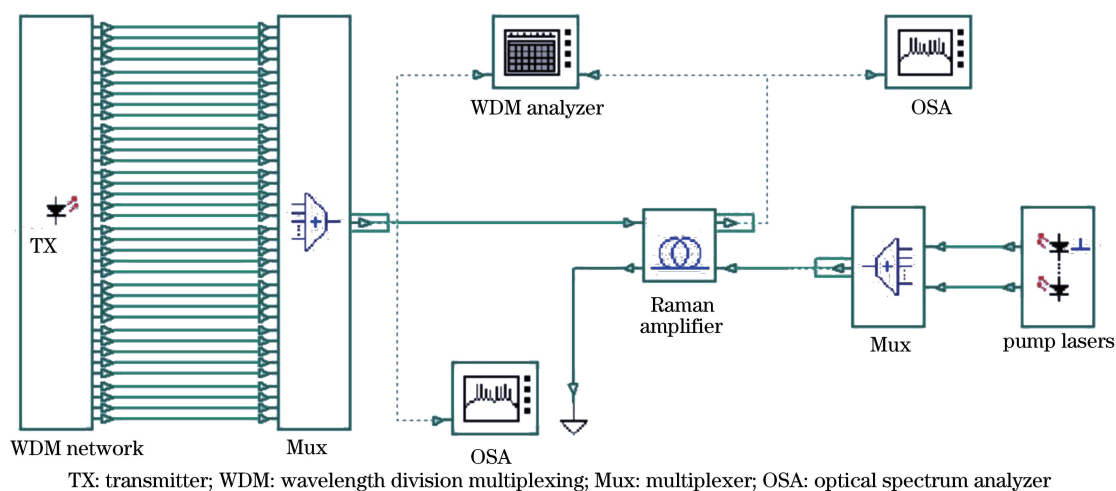 WDM analyzer
OSA
TX
Raman
amplifier
Mux
pump lasers
WDM network
Mux
OSA
TX: transmitter; WDM: wavelength division multiplexing; Mux: multiplexer; OSA: optical spectrum analyzer